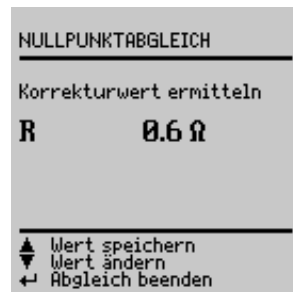 NULLPUNKTABGLEICH
Korrekturwert ermitteln
R 0.6 Ω
▲ Wert speichern
▼ Wert ändern
↵ Abgleich beenden